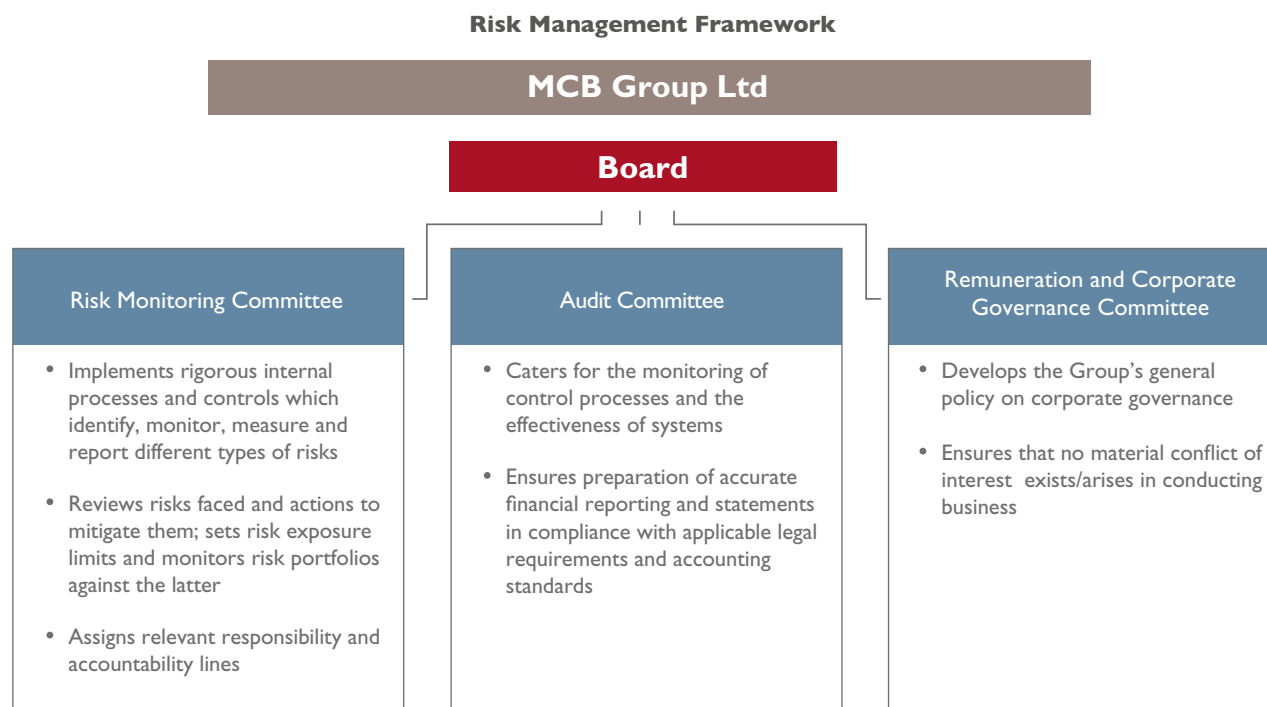 Risk Management Framework
MCB Group Ltd
Board
Risk Monitoring Committee
• Implements rigorous internal
processes and controls which
identify, monitor, measure and
report different types of risks
• Reviews risks faced and actions to
mitigate them; sets risk exposure
limits and monitors risk portfolios
against the latter
• Assigns relevant responsibility and
accountability lines
Audit Committee
• Caters for the monitoring of
control processes and the
effectiveness of systems
• Ensures preparation of accurate
financial reporting and statements
in compliance with applicable legal
requirements and accounting
standards
Remuneration and Corporate
Governance Committee
• Develops the Group’s general
policy on corporate governance
• Ensures that no material conflict of
interest exists/arises in conducting
business